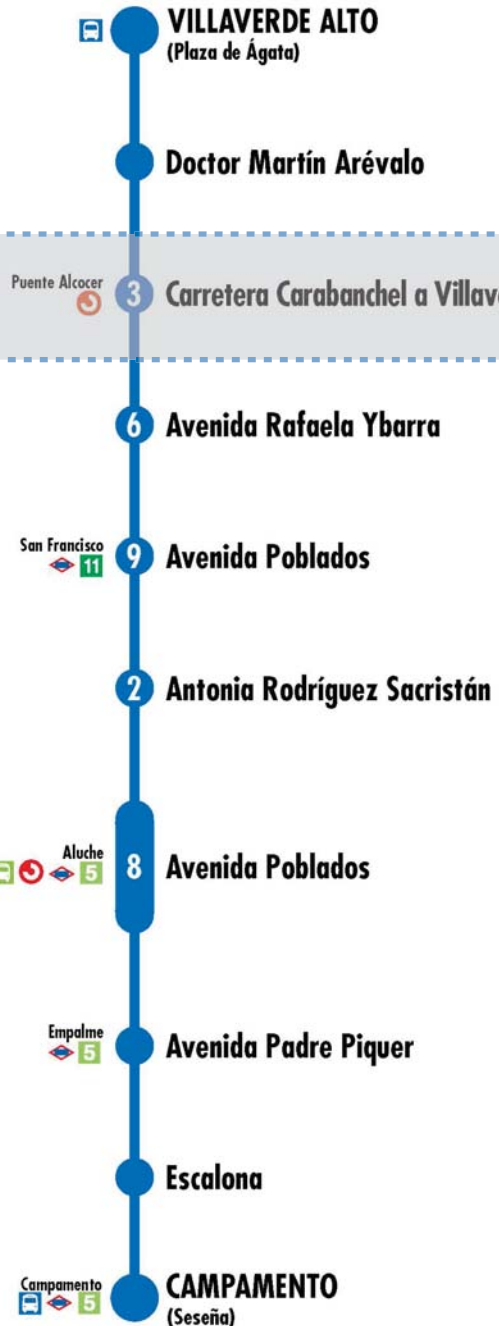 VILLAVERDE ALTO
(Plaza de Ágata)
Doctor Martín Arévalo
Puente Alcocer
3 Carretera Carabanchel a
6 Avenida Rafaela Ybarra
San Francisco
11
9 Avenida Poblados
2 Antonia Rodríguez Sacristán
Aluche
5
8 Avenida Poblados
Empalme
5
Avenida Padre Piquer
Escalona
Campamento
5
CAMPAMENTO
(Seseña)